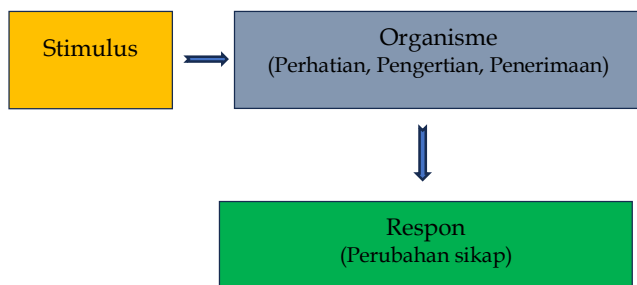 Stimulus
Organisme
(Perhatian, Pengertian, Penerimaan)
Respon
(Perubahan sikap)